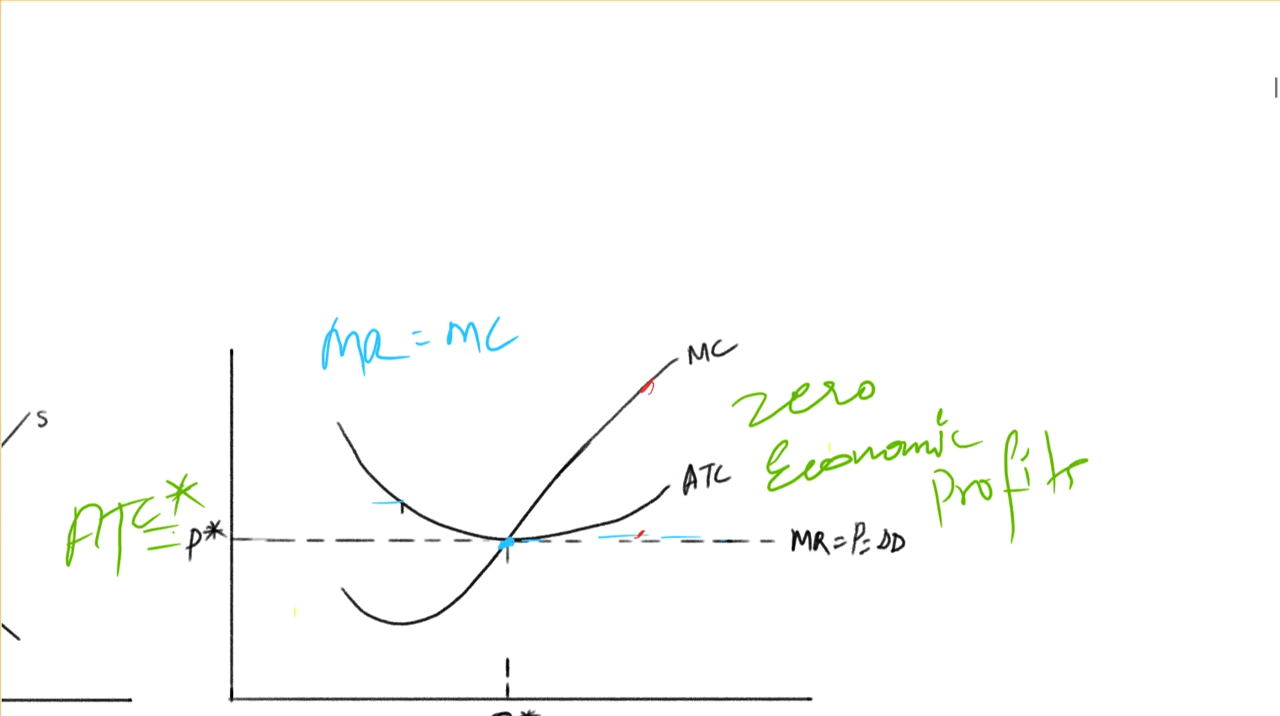 MR = MC
MC
S
zero
Economic
Profits
ATC
ATC* =
P*
MR = P = DD